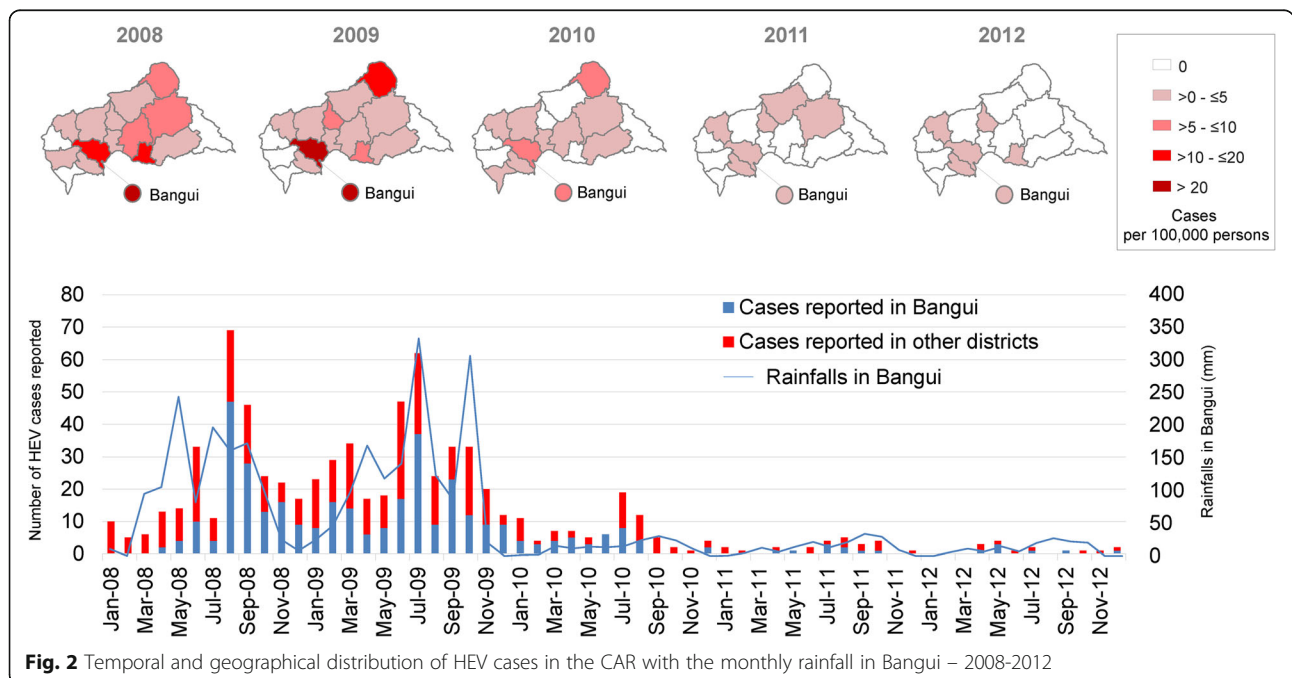 2008 2009 2010 2011 2012
0
>0 - ≤5
>5 - ≤10
>10 - ≤20
> 20
Cases
per 100,000 persons
Bangui Bangui Bangui Bangui Bangui
Number of HEV cases reported
80
70
60
50
40
30
20
10
0
Cases reported in Bangui
Cases reported in other districts
Rainfalls in Bangui
400
350
300
250
200
150
100
50
0
Rainfalls in Bangui (mm)
Jan-08
Mar-08
May-08
Jul-08
Sep-08
Nov-08
Jan-09
Mar-09
May-09
Jul-09
Sep-09
Nov-09
Jan-10
Mar-10
May-10
Jul-10
Sep-10
Nov-10
Jan-11
Mar-11
May-11
Jul-11
Sep-11
Nov-11
Jan-12
Mar-12
May-12
Jul-12
Sep-12
Nov-12
Fig. 2 Temporal and geographical distribution of HEV cases in the CAR with the monthly rainfall in Bangui – 2008-2012